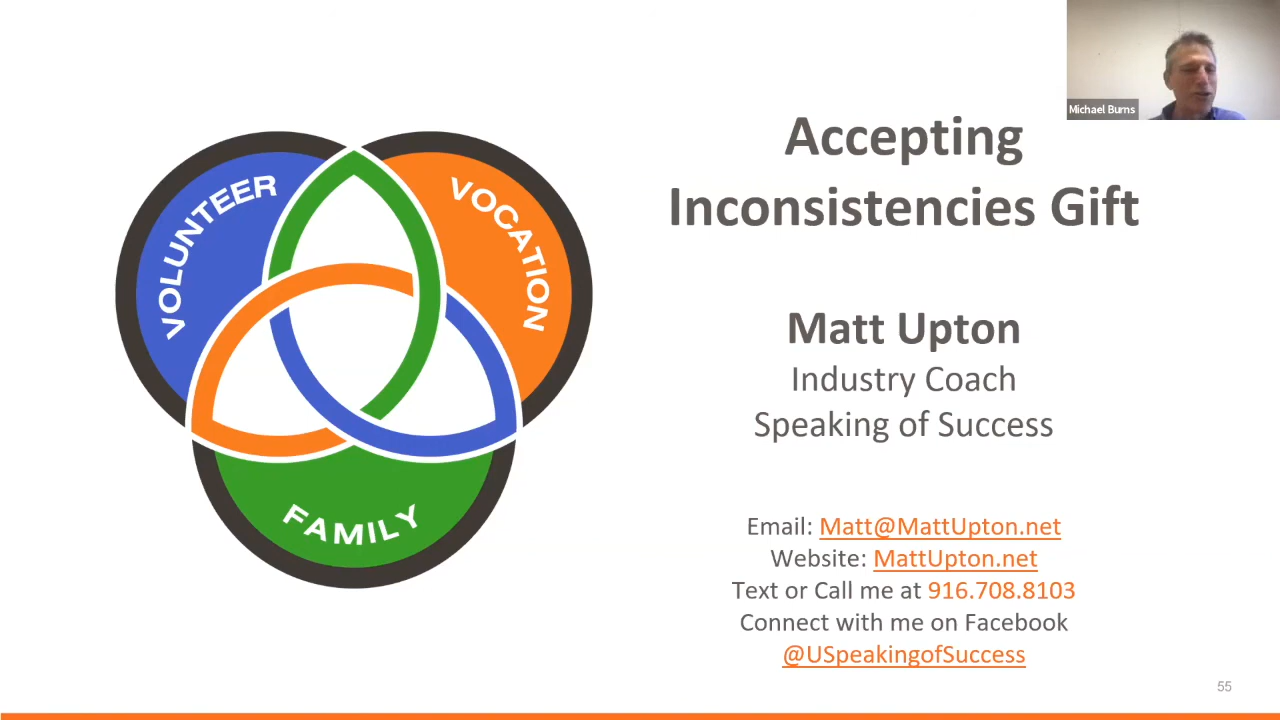 Michael Burns
Accepting
Inconsistencies Gift
VOLUNTEER
VOCATION
FAMILY
Matt Upton
Industry Coach
Speaking of Success
Email: Matt@MattUpton.net
Website: MattUpton.net
Text or Call me at 916.708.8103
Connect with me on Facebook
@USpeakingofSuccess
55